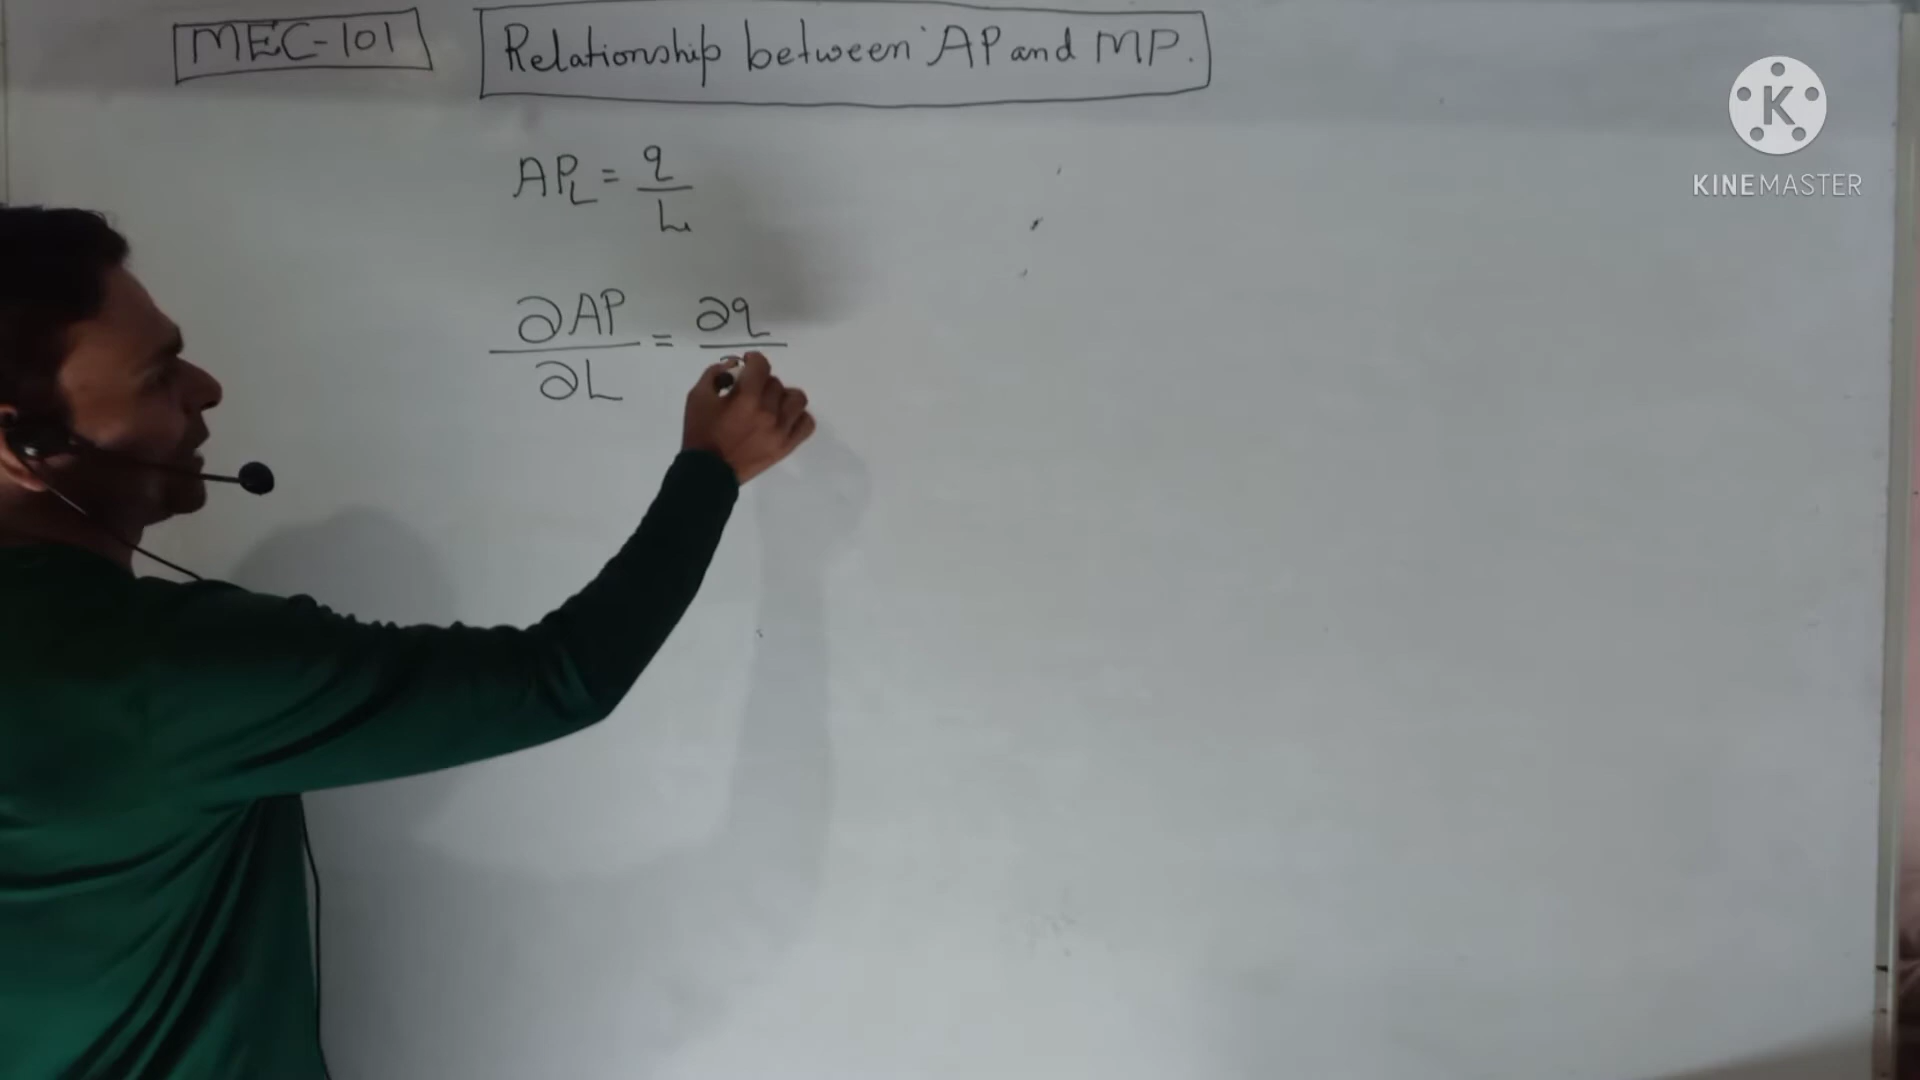 MEC-101
Relationship between AP and MP.
AP_L = q/L
∂AP/∂L = ∂q/∂
K
KINEMASTER